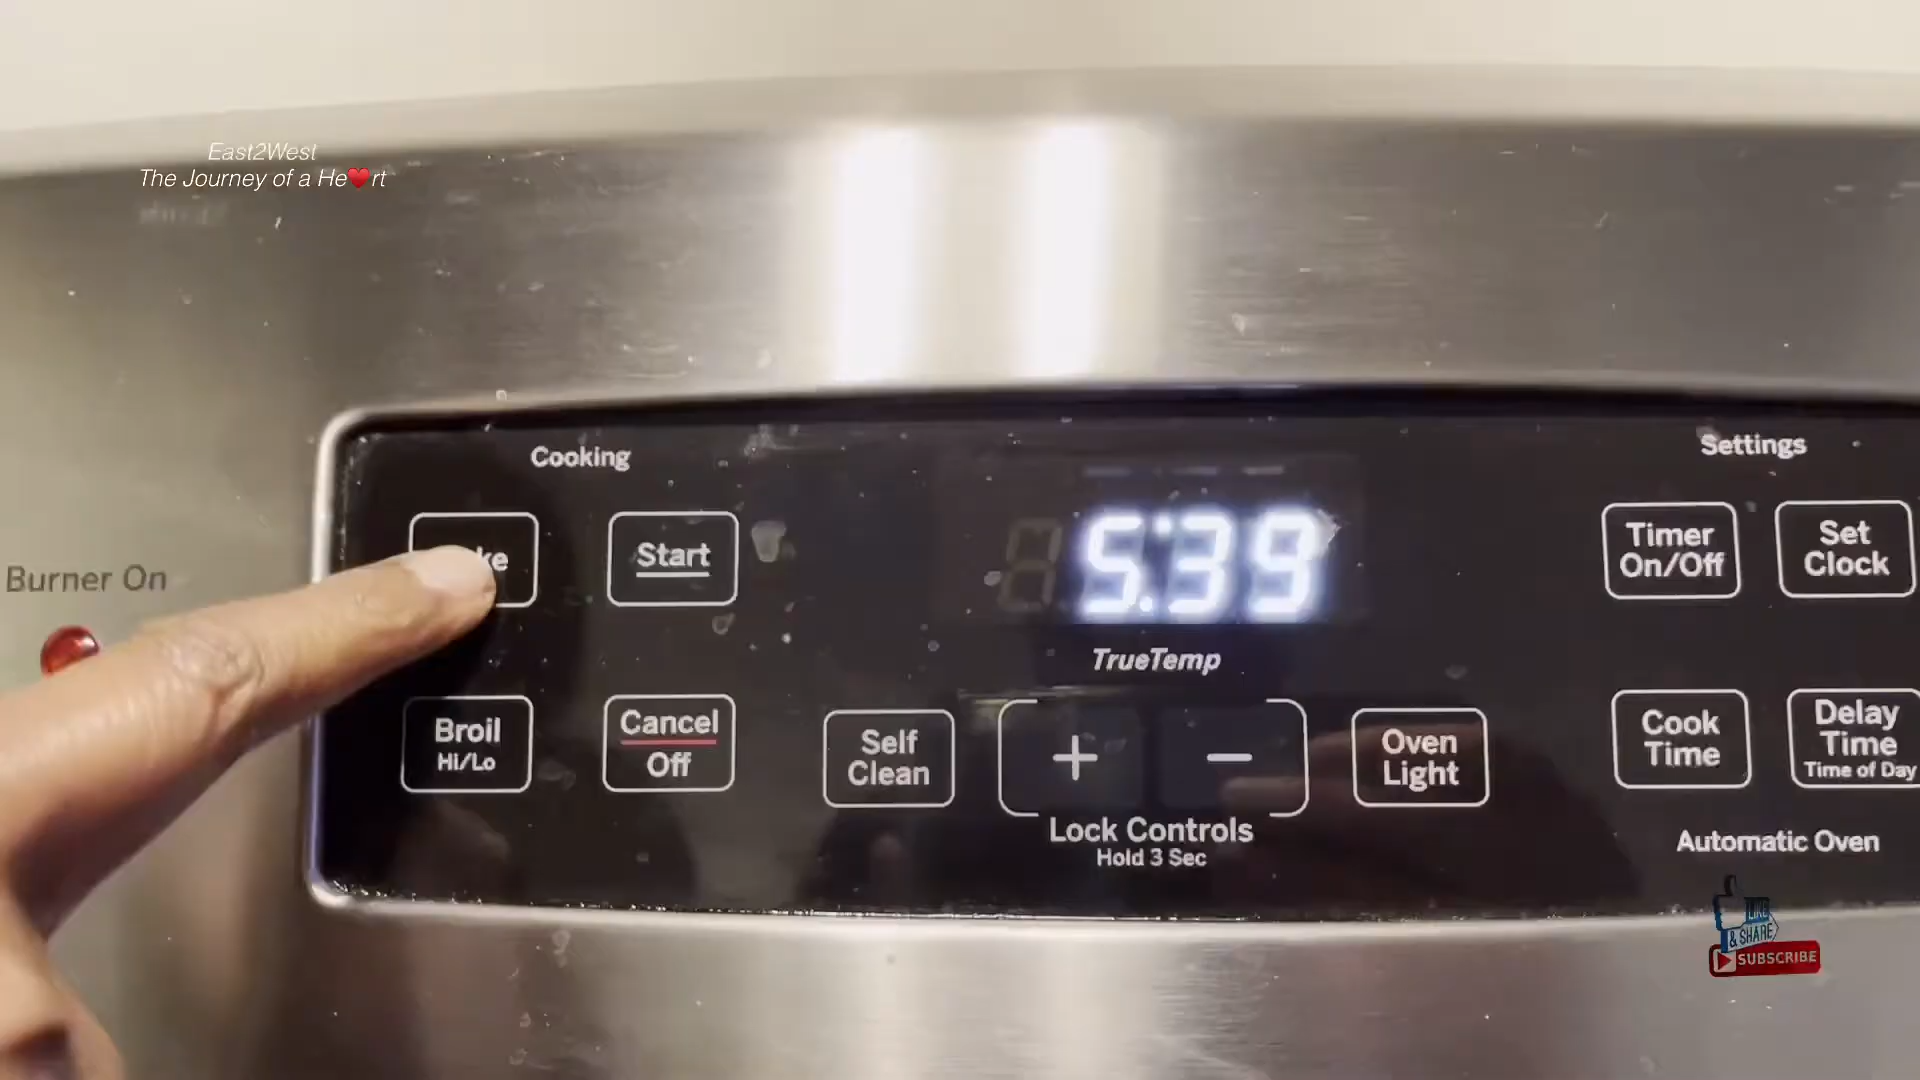 East2West
The Journey of a He❤️rt
Cooking
Settings
Start
5:39
Timer
On/Off
Set
Clock
Burner On
TrueTemp
Broil
Hi/Lo
Cancel
Off
Self
Clean
+
−
Oven
Light
Cook
Time
Delay
Time
Time of Day
Lock Controls
Hold 3 Sec
Automatic Oven
LIKE
& SHARE
SUBSCRIBE